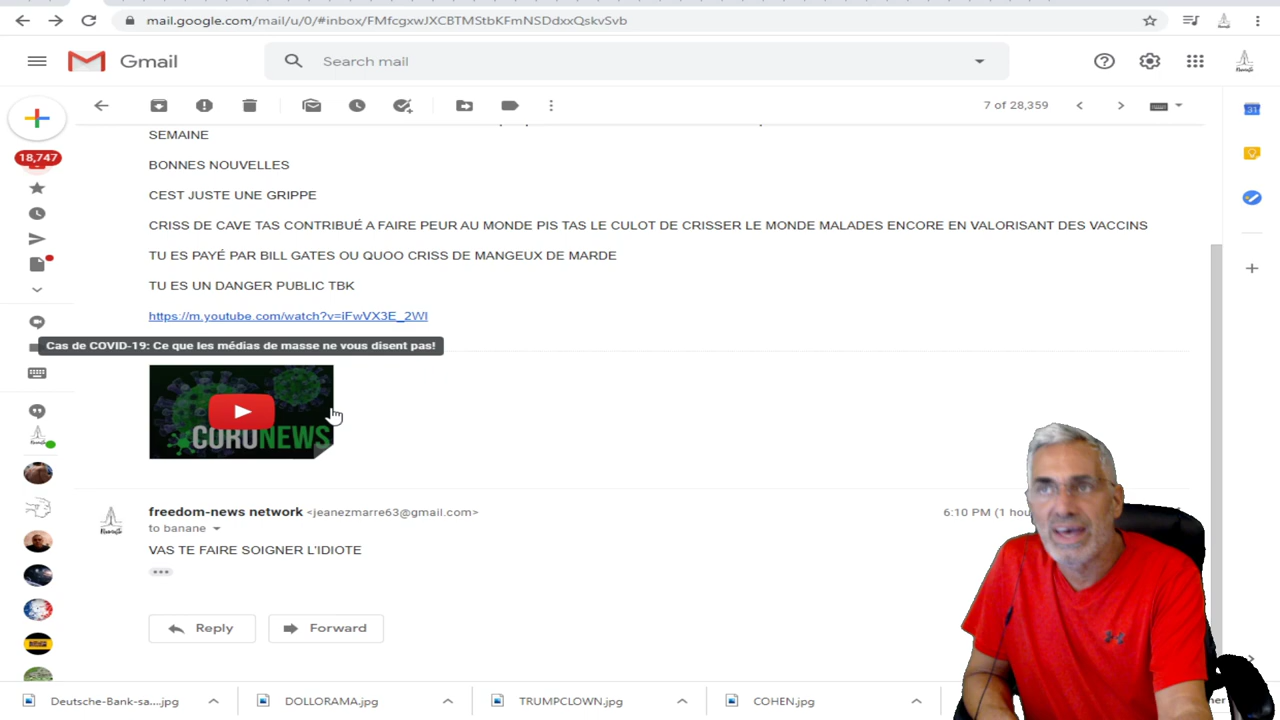 mail.google.com/mail/u/0/#inbox/FMfcgxwJXCBTMStbKFmNSDdxxQskvSvb
Gmail
Search mail
7 of 28,359
31
18,747
SEMAINE
BONNES NOUVELLES
CEST JUSTE UNE GRIPPE
CRISS DE CAVE TAS CONTRIBUÉ A FAIRE PEUR AU MONDE PIS TAS LE CULOT DE CRISSER LE MONDE MALADES ENCORE EN VALORISANT DES VACCINS
TU ES PAYÉ PAR BILL GATES OU QUOO CRISS DE MANGEUX DE MARDE
TU ES UN DANGER PUBLIC TBK
https://m.youtube.com/watch?v=iFwVX3E_2WI
Cas de COVID-19: Ce que les médias de masse ne vous disent pas!
CORONEWS
freedom-news network <jeanezmarre63@gmail.com>
6:10 PM (1 hou
to banane
VAS TE FAIRE SOIGNER L'IDIOTE
Reply
Forward
Deutsche-Bank-sa....jpg
DOLLORAMA.jpg
TRUMPCLOWN.jpg
COHEN.jpg